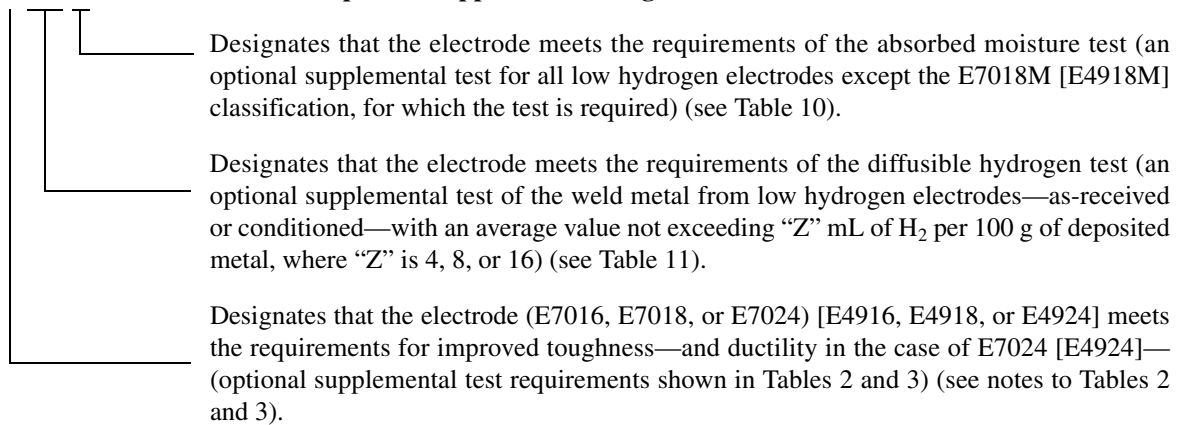 Designates that the electrode meets the requirements of the absorbed moisture test (an
optional supplemental test for all low hydrogen electrodes except the E7018M [E4918M]
classification, for which the test is required) (see Table 10).
Designates that the electrode meets the requirements of the diffusible hydrogen test (an
optional supplemental test of the weld metal from low hydrogen electrodes—as-received
or conditioned—with an average value not exceeding “Z” mL of H₂ per 100 g of deposited
metal, where “Z” is 4, 8, or 16) (see Table 11).
Designates that the electrode (E7016, E7018, or E7024) [E4916, E4918, or E4924] meets
the requirements for improved toughness—and ductility in the case of E7024 [E4924]—
(optional supplemental test requirements shown in Tables 2 and 3) (see notes to Tables 2
and 3).